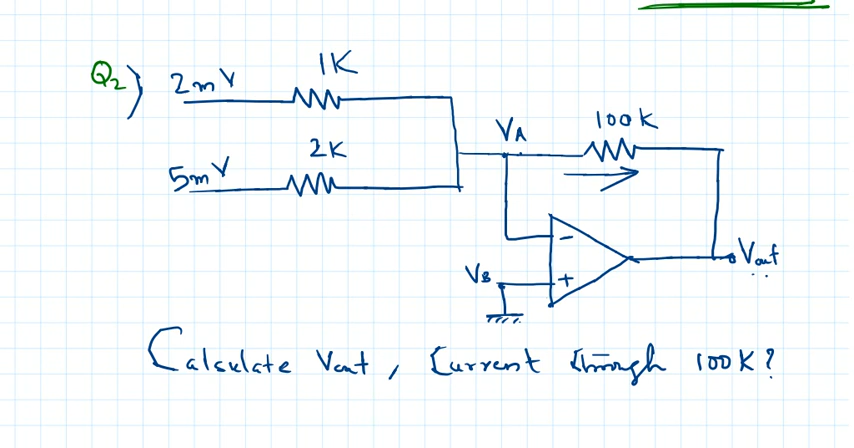 Q2) 2mV 1K
VA 100K
5mV 2K
VB - +
Vout
Calculate Vout, Current through 100K?